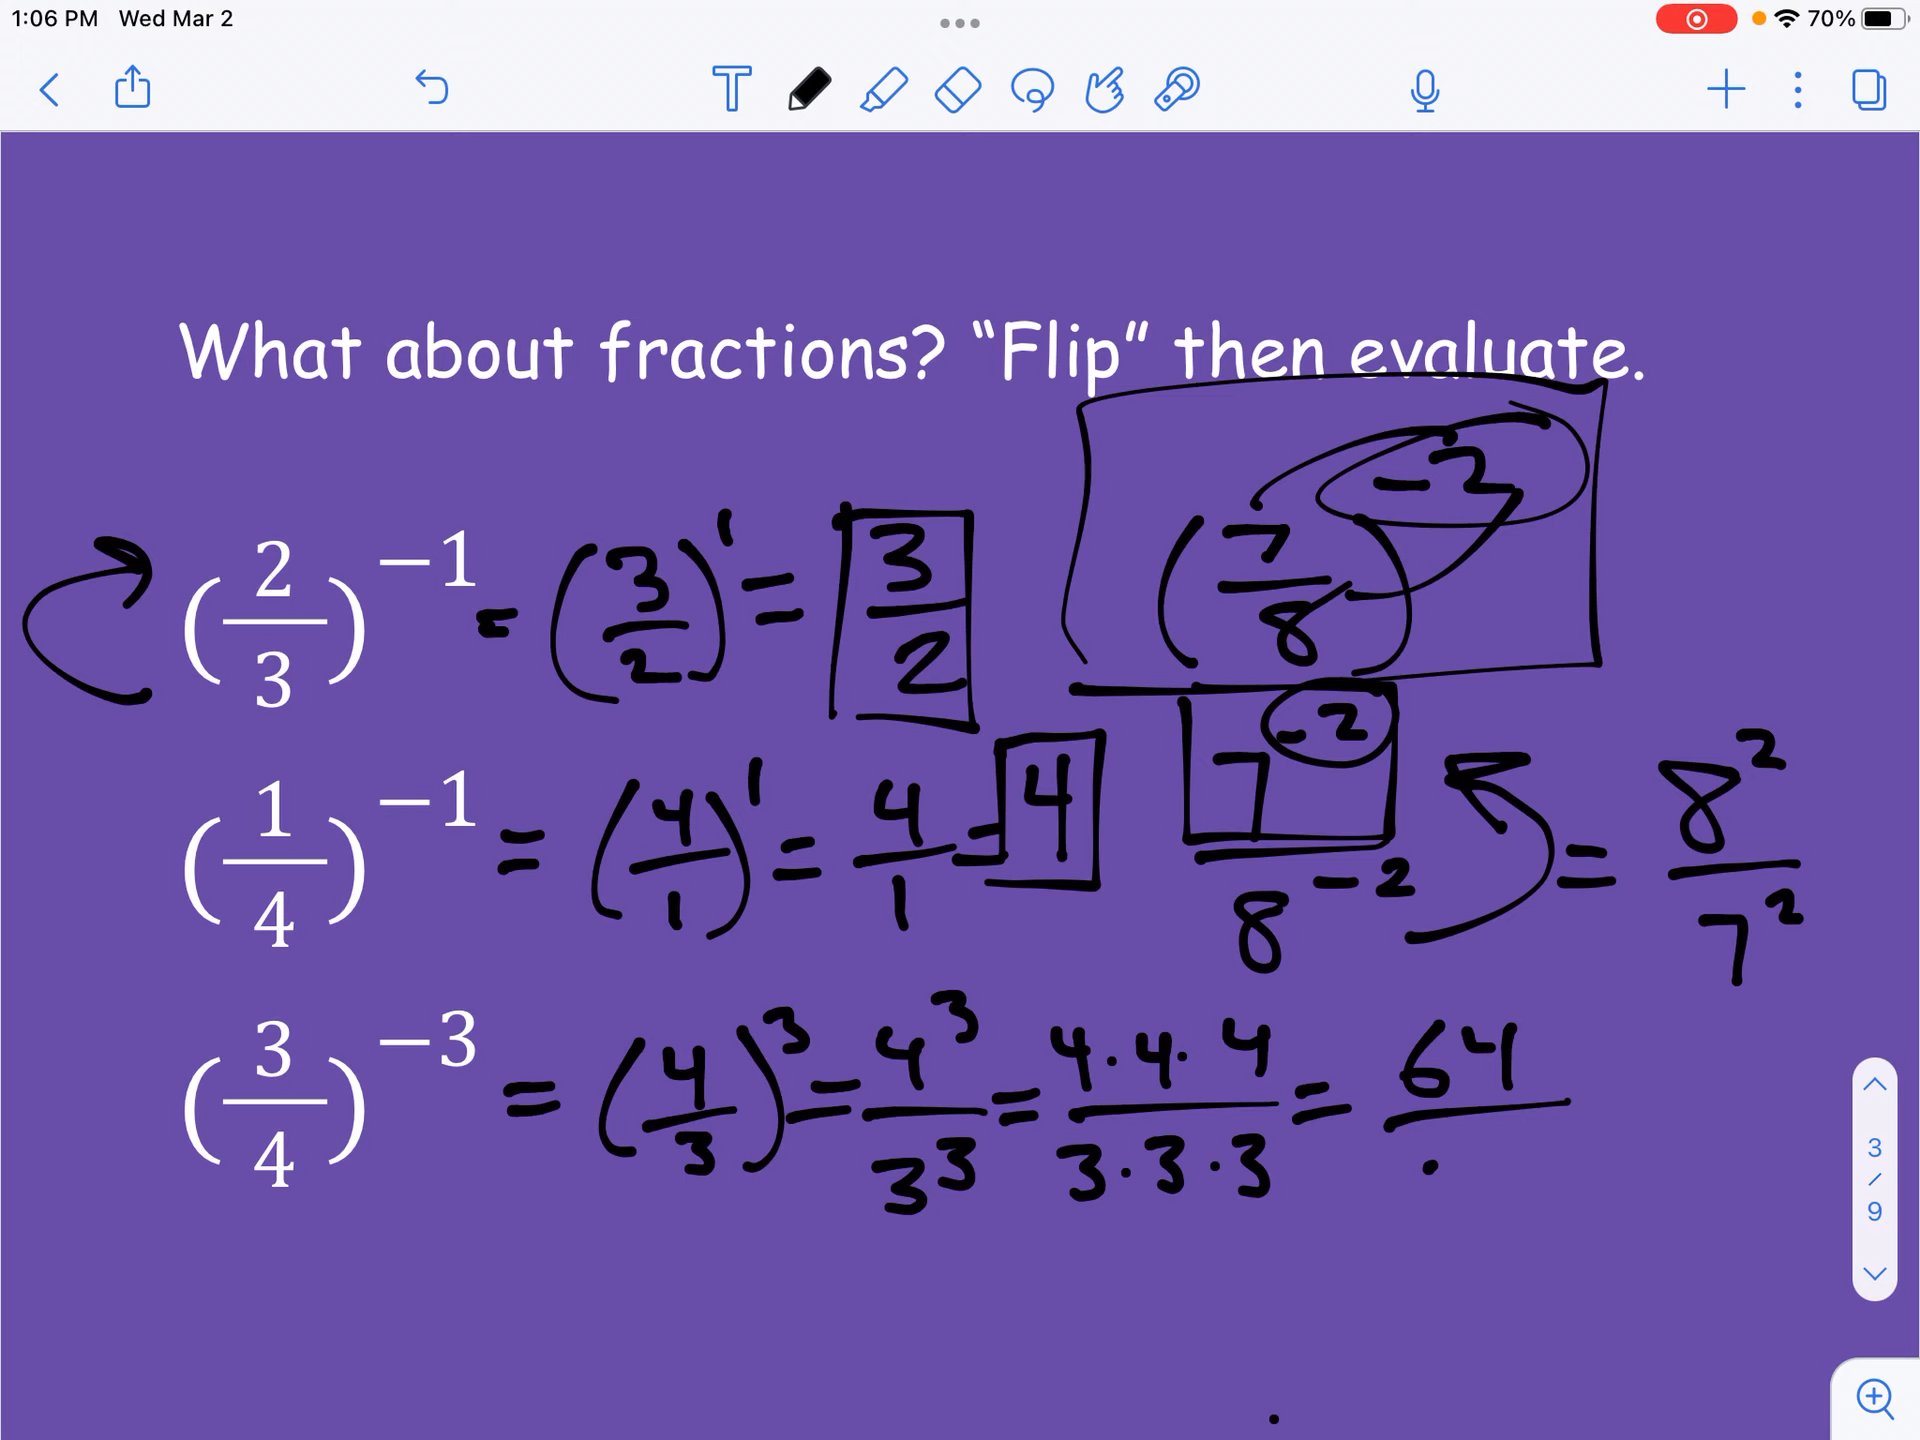 1:06 PM Wed Mar 2
70%
What about fractions? “Flip” then evaluate.
(2/3)^−1 = (3/2)^1 = 3/2
(7/8)^-2
7^-2/8^-2 = 8^2/7^2
(1/4)^−1 = (4/1)^1 = 4/1 = 4
(3/4)^−3 = (4/3)^3 = 4^3/3^3 = 4·4·4/3·3·3 = 64/
3
/
9